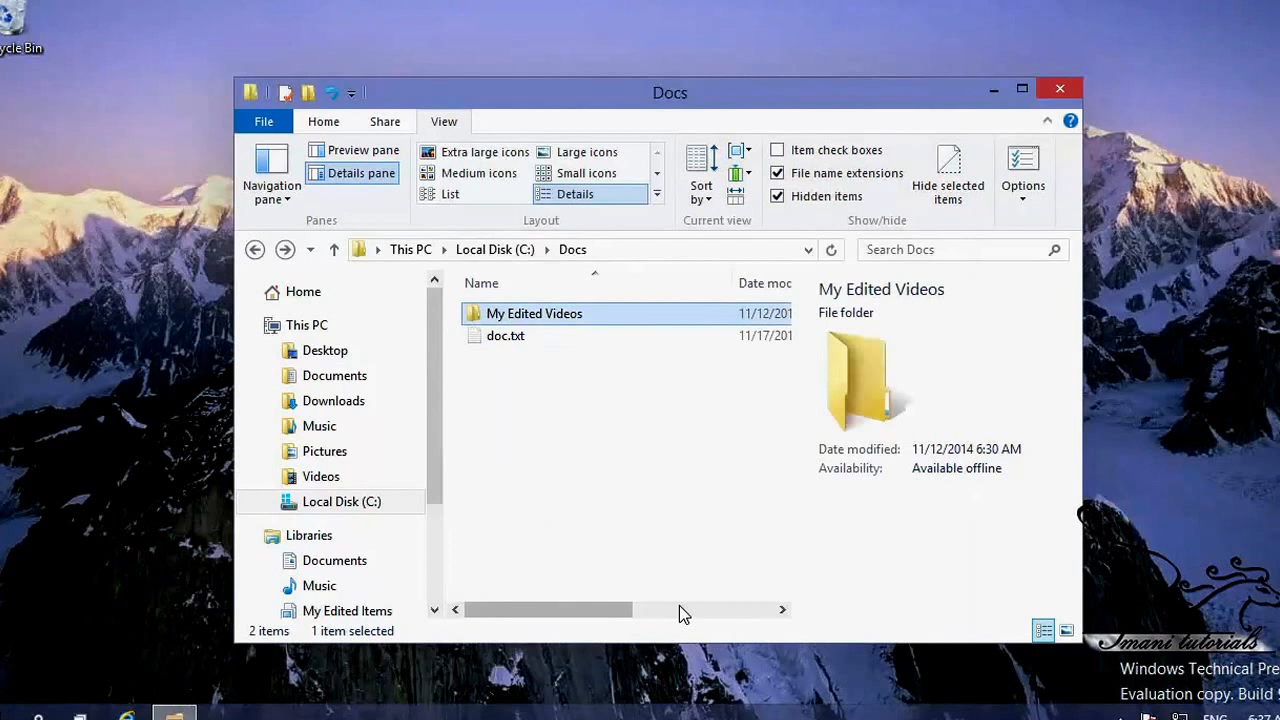 ycle Bin
Docs
File Home Share View
Preview pane
Details pane
Navigation pane
Panes
Extra large icons Large icons
Medium icons Small icons
List Details
Layout
Sort by
Current view
Item check boxes
File name extensions
Hidden items
Hide selected items
Show/hide
Options
This PC Local Disk (C:) Docs
Search Docs
Home
This PC
Desktop
Documents
Downloads
Music
Pictures
Videos
Local Disk (C:)
Libraries
Documents
Music
My Edited Items
Name Date moc
My Edited Videos 11/12/201
doc.txt 11/17/201
My Edited Videos
File folder
Date modified: 11/12/2014 6:30 AM
Availability: Available offline
2 items 1 item selected
Imani tutorials
Windows Technical Pre
Evaluation copy. Build
ENG